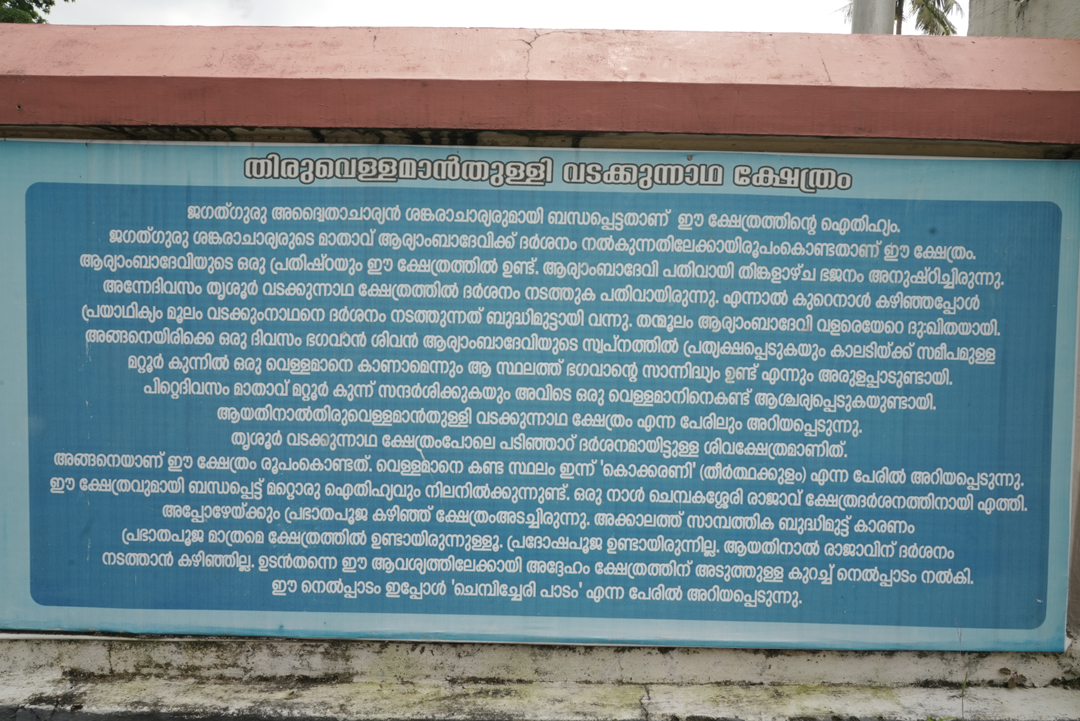 തിരുവെള്ളമാൻതുള്ളി വടക്കുന്നാഥ ക്ഷേത്രം
ജഗത്ഗുരു അദ്വൈതാചാര്യൻ ശങ്കരാചാര്യരുമായി ബന്ധപ്പെട്ടതാണ് ഈ ക്ഷേത്രത്തിന്റെ ഐതിഹ്യം.
ജഗത്ഗുരു ശങ്കരാചാര്യരുടെ മാതാവ് ആര്യാംബാദേവിക്ക് ദർശനം നൽകുന്നതിലേക്കായിരൂപംകൊണ്ടതാണ് ഈ ക്ഷേത്രം.
ആര്യാംബാദേവിയുടെ ഒരു പ്രതിഷ്ഠയും ഈ ക്ഷേത്രത്തിൽ ഉണ്ട്. ആര്യാംബാദേവി പതിവായി തിങ്കളാഴ്ച ഭജനം അനുഷ്ഠിച്ചിരുന്നു.
അന്നേദിവസം തൃശൂർ വടക്കുന്നാഥ ക്ഷേത്രത്തിൽ ദർശനം നടത്തുക പതിവായിരുന്നു. എന്നാൽ കുറെനാൾ കഴിഞ്ഞപ്പോൾ
പ്രയാഥിക്യം മൂലം വടക്കുംനാഥനെ ദർശനം നടത്തുന്നത് ബുദ്ധിമുട്ടായി വന്നു. തന്മൂലം ആര്യാംബാദേവി വളരെയേറെ ദുഃഖിതയായി.
അങ്ങനെയിരിക്കെ ഒരു ദിവസം ഭഗവാൻ ശിവൻ ആര്യാംബാദേവിയുടെ സ്വപ്നത്തിൽ പ്രത്യക്ഷപ്പെടുകയും കാലടിയ്ക്ക് സമീപമുള്ള
മറ്റൂർ കുന്നിൽ ഒരു വെള്ളമാനെ കാണാമെന്നും ആ സ്ഥലത്ത് ഭഗവാന്റെ സാന്നിദ്ധ്യം ഉണ്ട് എന്നും അരുളപ്പാടുണ്ടായി.
പിറ്റെദിവസം മാതാവ് മറ്റൂർ കുന്ന് സന്ദർശിക്കുകയും അവിടെ ഒരു വെള്ളമാനിനെകണ്ട് ആശ്ചര്യപ്പെടുകയുണ്ടായി.
ആയതിനാൽതിരുവെള്ളമാൻതുള്ളി വടക്കുന്നാഥ ക്ഷേത്രം എന്ന പേരിലും അറിയപ്പെടുന്നു.
തൃശൂർ വടക്കുന്നാഥ ക്ഷേത്രംപോലെ പടിഞ്ഞാറ് ദർശനമായിട്ടുള്ള ശിവക്ഷേത്രമാണിത്.
അങ്ങനെയാണ് ഈ ക്ഷേത്രം രൂപംകൊണ്ടത്. വെള്ളമാനെ കണ്ട സ്ഥലം ഇന്ന് 'കൊക്കരണി' (തീർത്ഥക്കുളം) എന്ന പേരിൽ അറിയപ്പെടുന്നു.
ഈ ക്ഷേത്രവുമായി ബന്ധപ്പെട്ട് മറ്റൊരു ഐതിഹ്യവും നിലനിൽക്കുന്നുണ്ട്. ഒരു നാൾ ചെമ്പകശ്ശേരി രാജാവ് ക്ഷേത്രദർശനത്തിനായി എത്തി.
അപ്പോഴേയ്ക്കും പ്രഭാതപൂജ കഴിഞ്ഞ് ക്ഷേത്രംഅടച്ചിരുന്നു. അക്കാലത്ത് സാമ്പത്തിക ബുദ്ധിമുട്ട് കാരണം
പ്രഭാതപൂജ മാത്രമെ ക്ഷേത്രത്തിൽ ഉണ്ടായിരുന്നുള്ളൂ. പ്രദോഷപൂജ ഉണ്ടായിരുന്നില്ല. ആയതിനാൽ രാജാവിന് ദർശനം
നടത്താൻ കഴിഞ്ഞില്ല. ഉടൻതന്നെ ഈ ആവശ്യത്തിലേക്കായി അദ്ദേഹം ക്ഷേത്രത്തിന് അടുത്തുള്ള കുറച്ച് നെൽപ്പാടം നൽകി.
ഈ നെൽപ്പാടം ഇപ്പോൾ 'ചെമ്പിച്ചേരി പാടം' എന്ന പേരിൽ അറിയപ്പെടുന്നു.